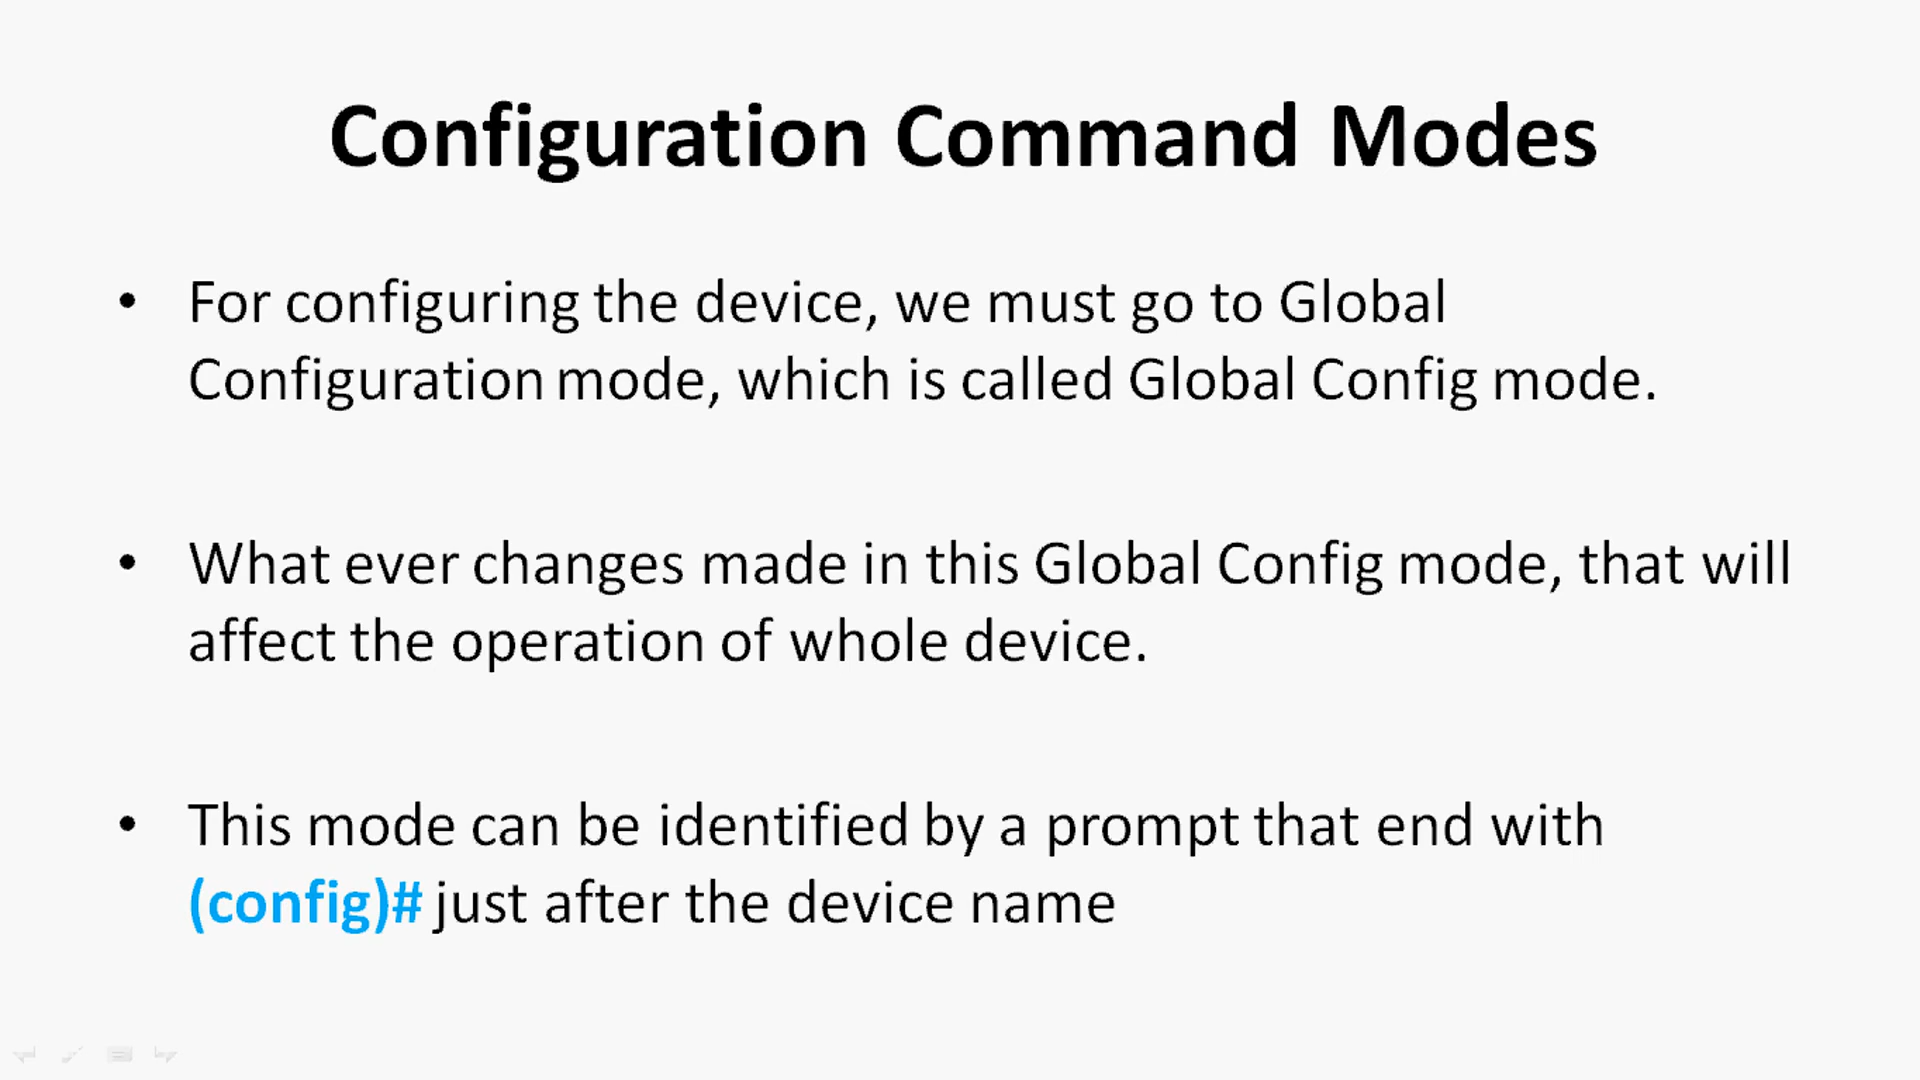 Configuration Command Modes
• For configuring the device, we must go to Global
Configuration mode, which is called Global Config mode.
• What ever changes made in this Global Config mode, that will
affect the operation of whole device.
• This mode can be identified by a prompt that end with
(config)# just after the device name